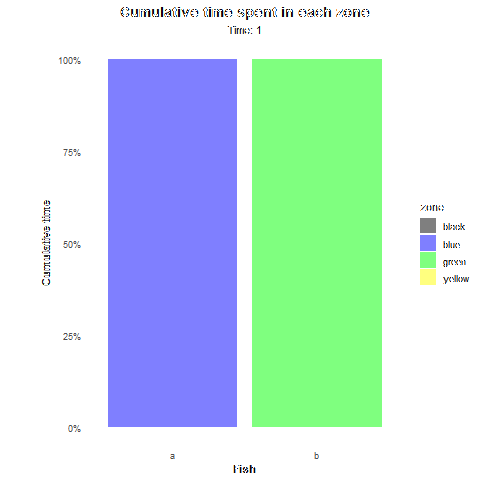 Cumulative time spent in each zone
Time: 1
100%
75%
50%
25%
0%
Cumulative time
a
b
Fish
zone
black
blue
green
yellow